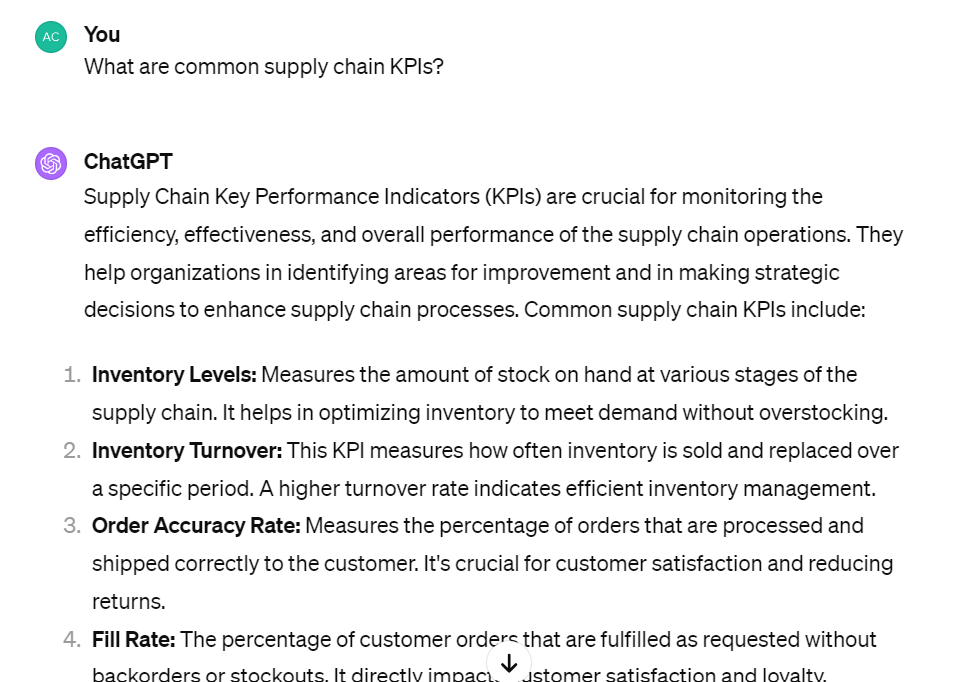 AC
You
What are common supply chain KPIs?
ChatGPT
Supply Chain Key Performance Indicators (KPIs) are crucial for monitoring the
efficiency, effectiveness, and overall performance of the supply chain operations. They
help organizations in identifying areas for improvement and in making strategic
decisions to enhance supply chain processes. Common supply chain KPIs include:
1. Inventory Levels: Measures the amount of stock on hand at various stages of the
supply chain. It helps in optimizing inventory to meet demand without overstocking.
2. Inventory Turnover: This KPI measures how often inventory is sold and replaced over
a specific period. A higher turnover rate indicates efficient inventory management.
3. Order Accuracy Rate: Measures the percentage of orders that are processed and
shipped correctly to the customer. It's crucial for customer satisfaction and reducing
returns.
4. Fill Rate: The percentage of customer orders that are fulfilled as requested without
backorders or stockouts. It directly impacts customer satisfaction and loyalty.